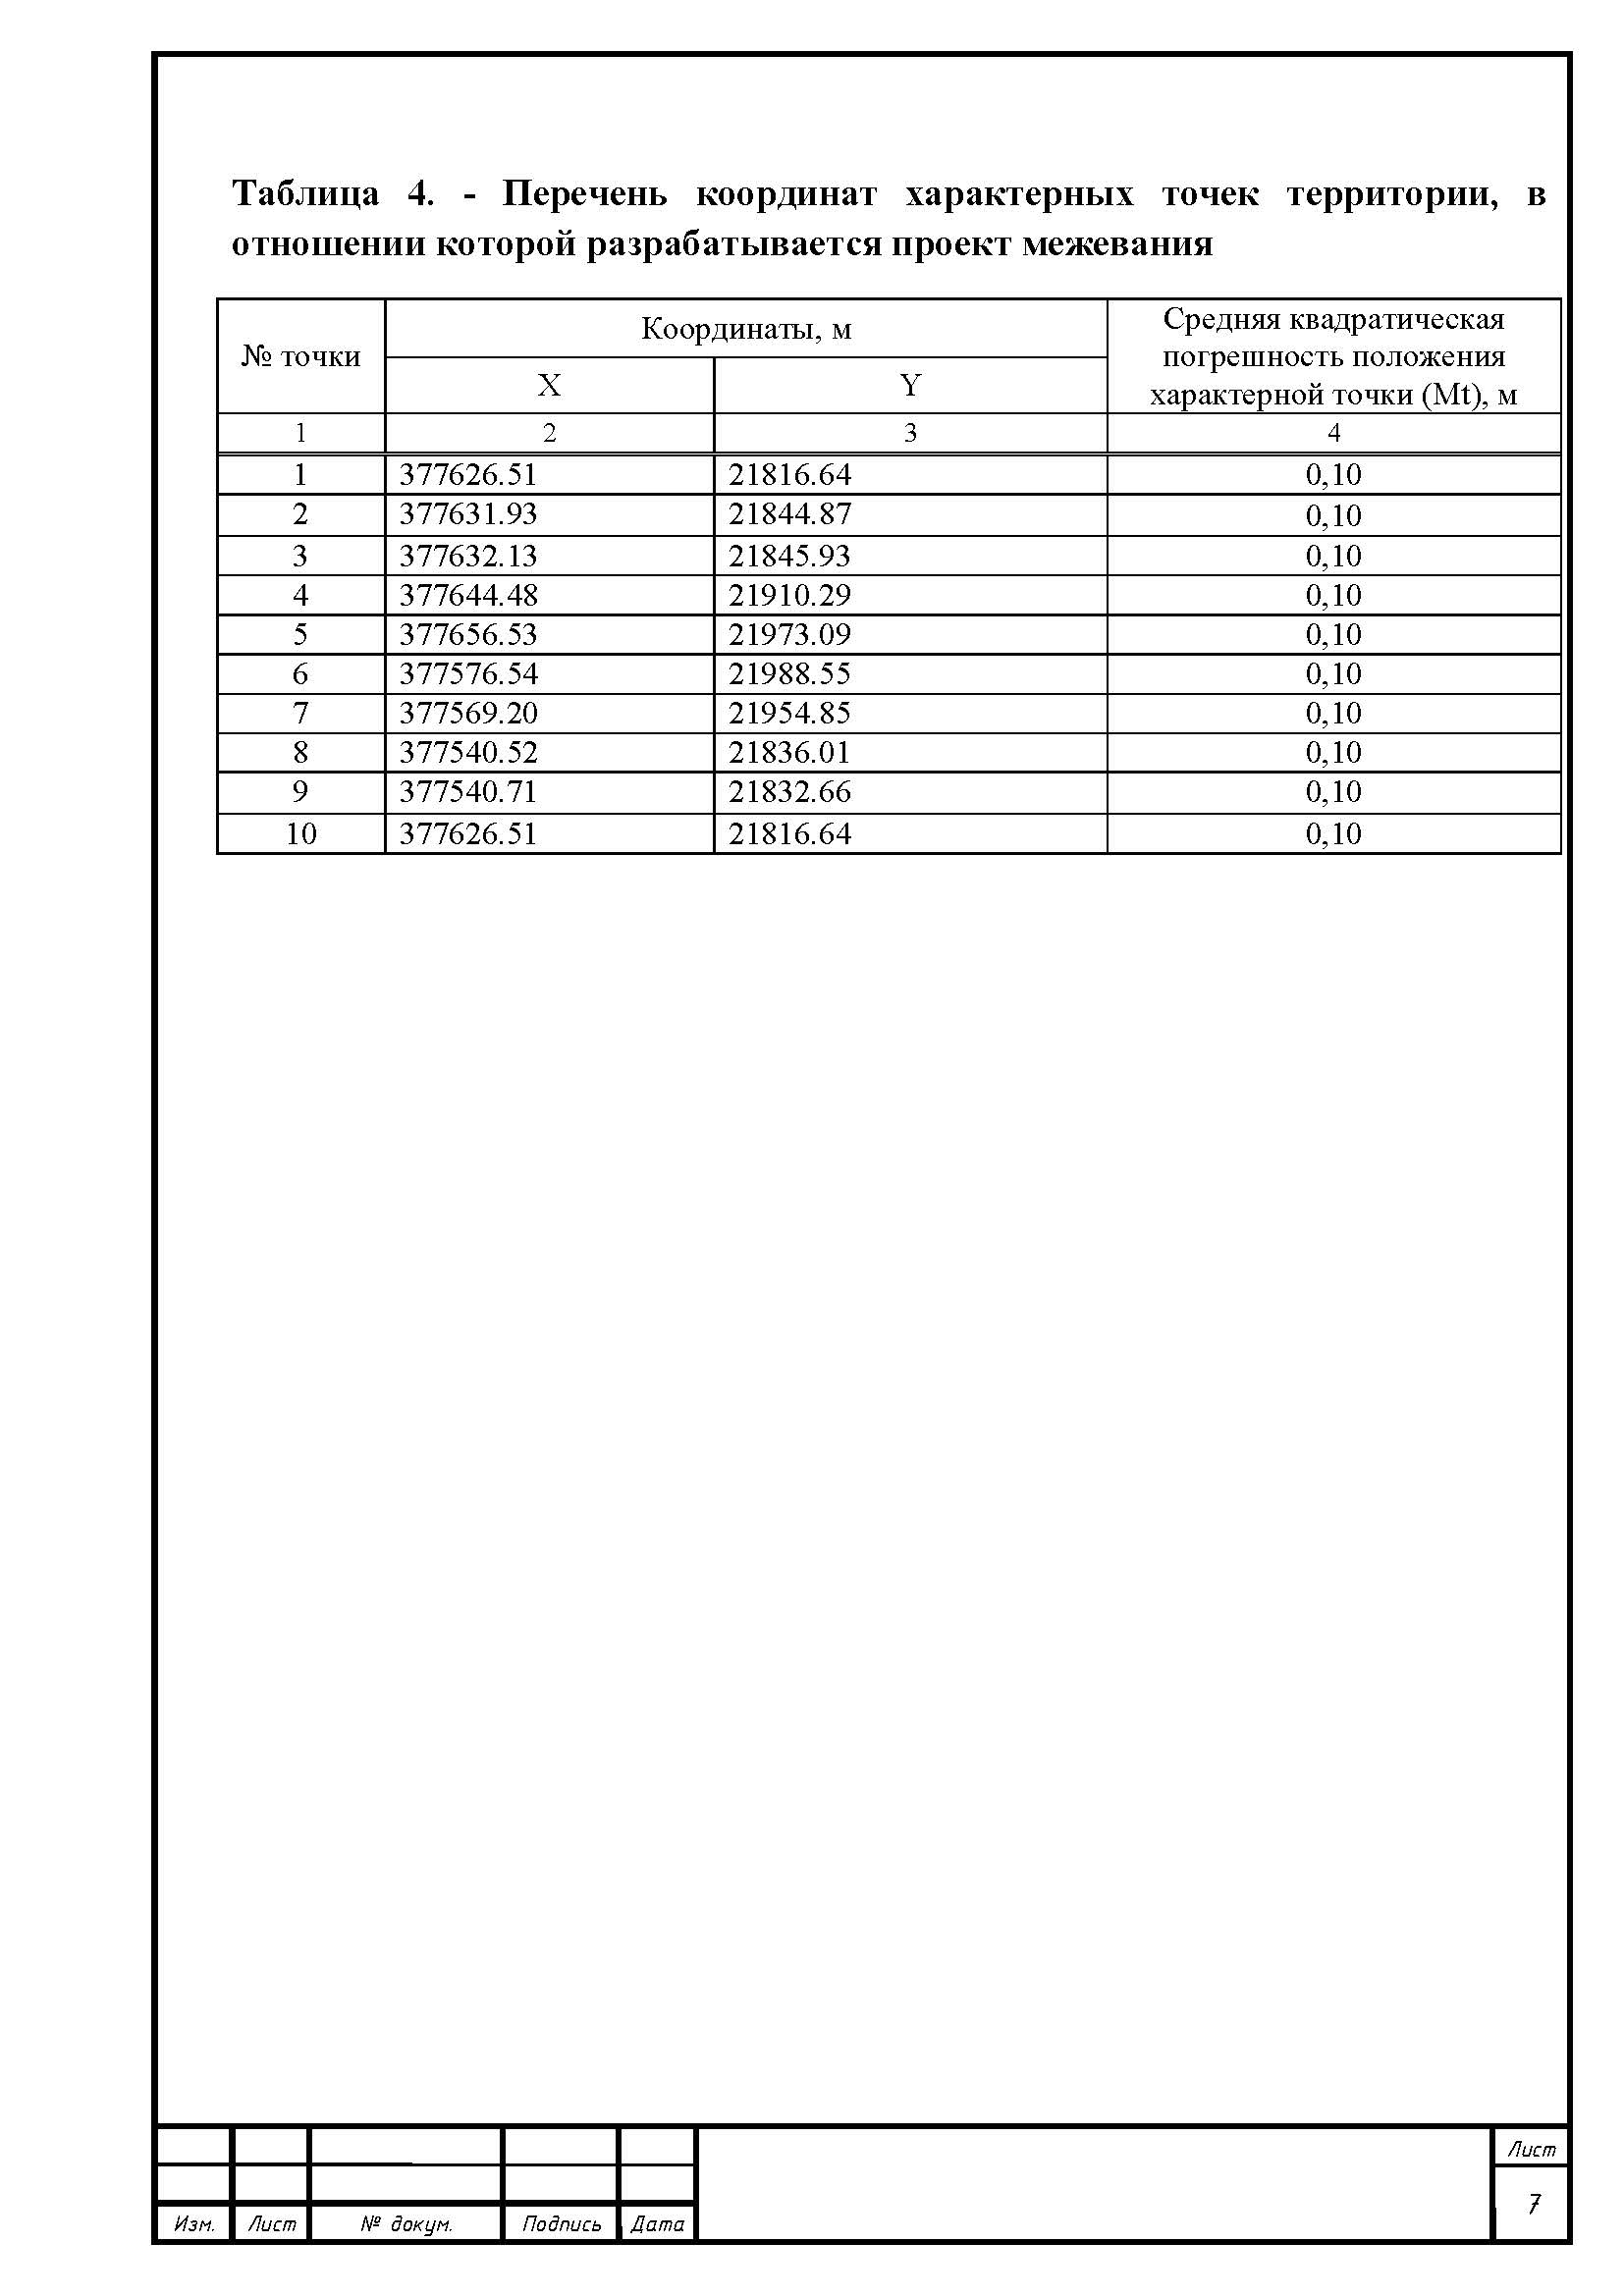 Таблица 4. - Перечень координат характерных точек территории, в
отношении которой разрабатывается проект межевания
№ точки Координаты, м Средняя квадратическая
погрешность положения
характерной точки (Mt), м
X Y
1 2 3 4
1 377626.51 21816.64 0,10
2 377631.93 21844.87 0,10
3 377632.13 21845.93 0,10
4 377644.48 21910.29 0,10
5 377656.53 21973.09 0,10
6 377576.54 21988.55 0,10
7 377569.20 21954.85 0,10
8 377540.52 21836.01 0,10
9 377540.71 21832.66 0,10
10 377626.51 21816.64 0,10
Лист
7
Изм. Лист № докум. Подпись Дата